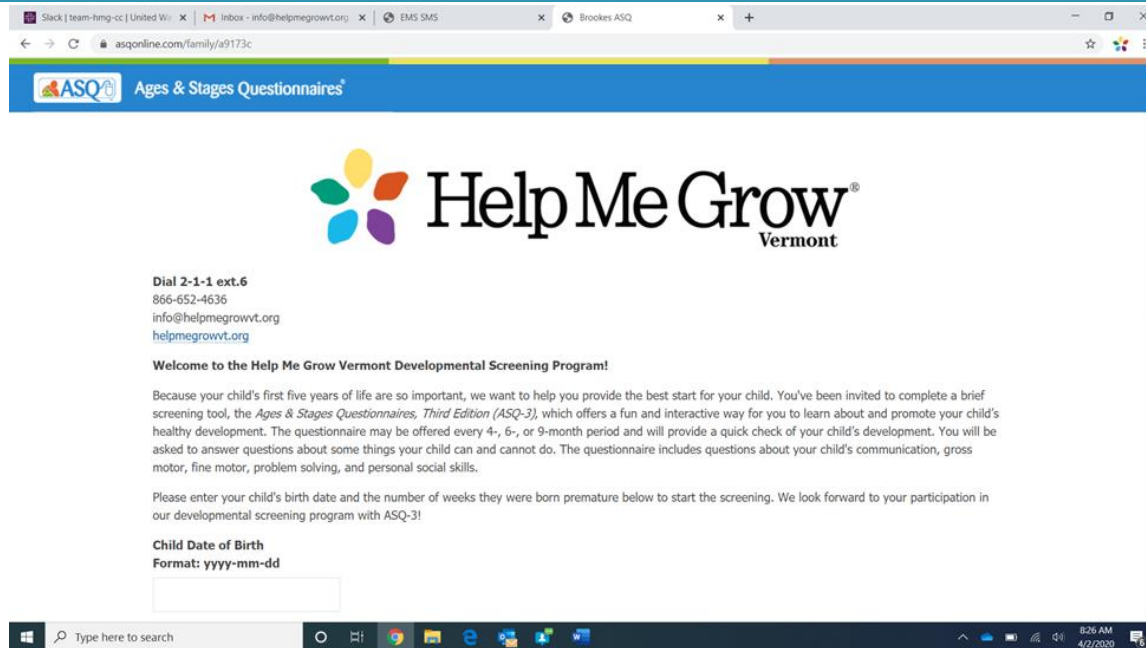 Slack | team-hmg-cc | United Wa
Inbox - info@helpmegrowvt.org
EMS SMS
Brookes ASQ
asqonline.com/family/a9173c
ASQ Ages & Stages Questionnaires®
Help Me Grow®
Vermont
Dial 2-1-1 ext.6
866-652-4636
info@helpmegrowvt.org
helpmegrowvt.org
Welcome to the Help Me Grow Vermont Developmental Screening Program!
Because your child's first five years of life are so important, we want to help you provide the best start for your child. You've been invited to complete a brief
screening tool, the Ages & Stages Questionnaires, Third Edition (ASQ-3), which offers a fun and interactive way for you to learn about and promote your child's
healthy development. The questionnaire may be offered every 4-, 6-, or 9-month period and will provide a quick check of your child's development. You will be
asked to answer questions about some things your child can and cannot do. The questionnaire includes questions about your child's communication, gross
motor, fine motor, problem solving, and personal social skills.
Please enter your child's birth date and the number of weeks they were born premature below to start the screening. We look forward to your participation in
our developmental screening program with ASQ-3!
Child Date of Birth
Format: yyyy-mm-dd
Type here to search
8:26 AM
4/2/2020
6